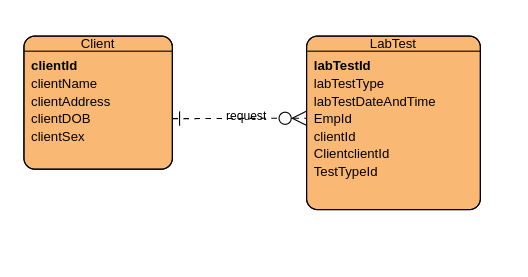 Client
clientId
clientName
clientAddress
clientDOB
clientSex
request
LabTest
labTestId
labTestType
labTestDateAndTime
EmpId
clientId
ClientclientId
TestTypeId